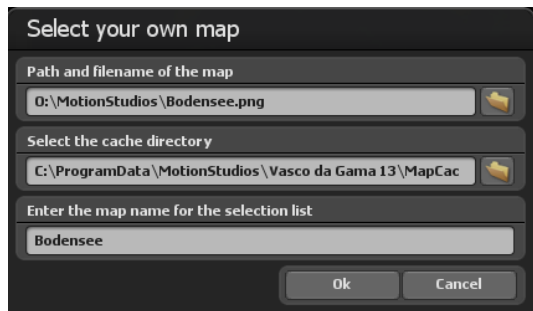 Select your own map
Path and filename of the map
O:\MotionStudios\Bodensee.png
Select the cache directory
C:\ProgramData\MotionStudios\Vasco da Gama 13\MapCac
Enter the map name for the selection list
Bodensee
Ok Cancel